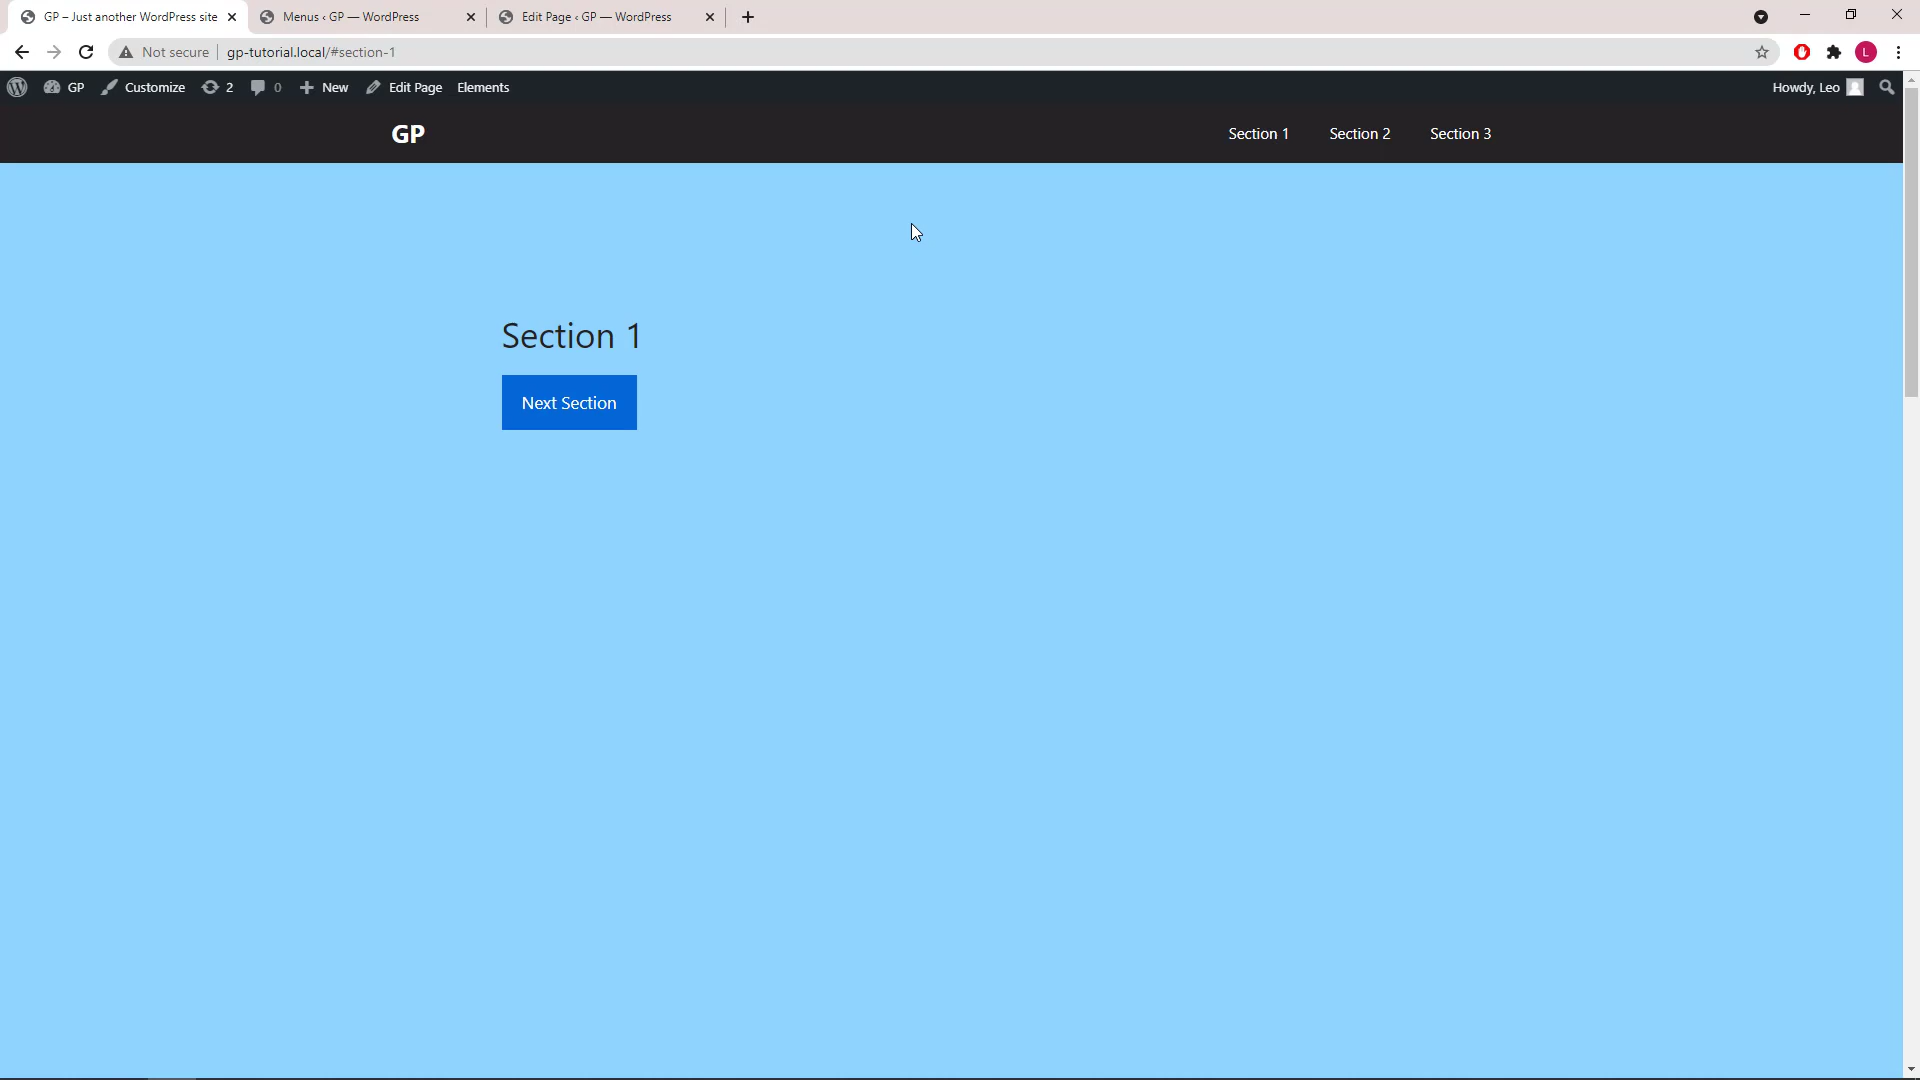 GP – Just another WordPress site
Menus ‹ GP — WordPress
Edit Page ‹ GP — WordPress
Not secure
gp-tutorial.local/#section-1
L
GP
Customize
2
0
New
Edit Page
Elements
Howdy, Leo
GP
Section 1
Section 2
Section 3
Section 1
Next Section